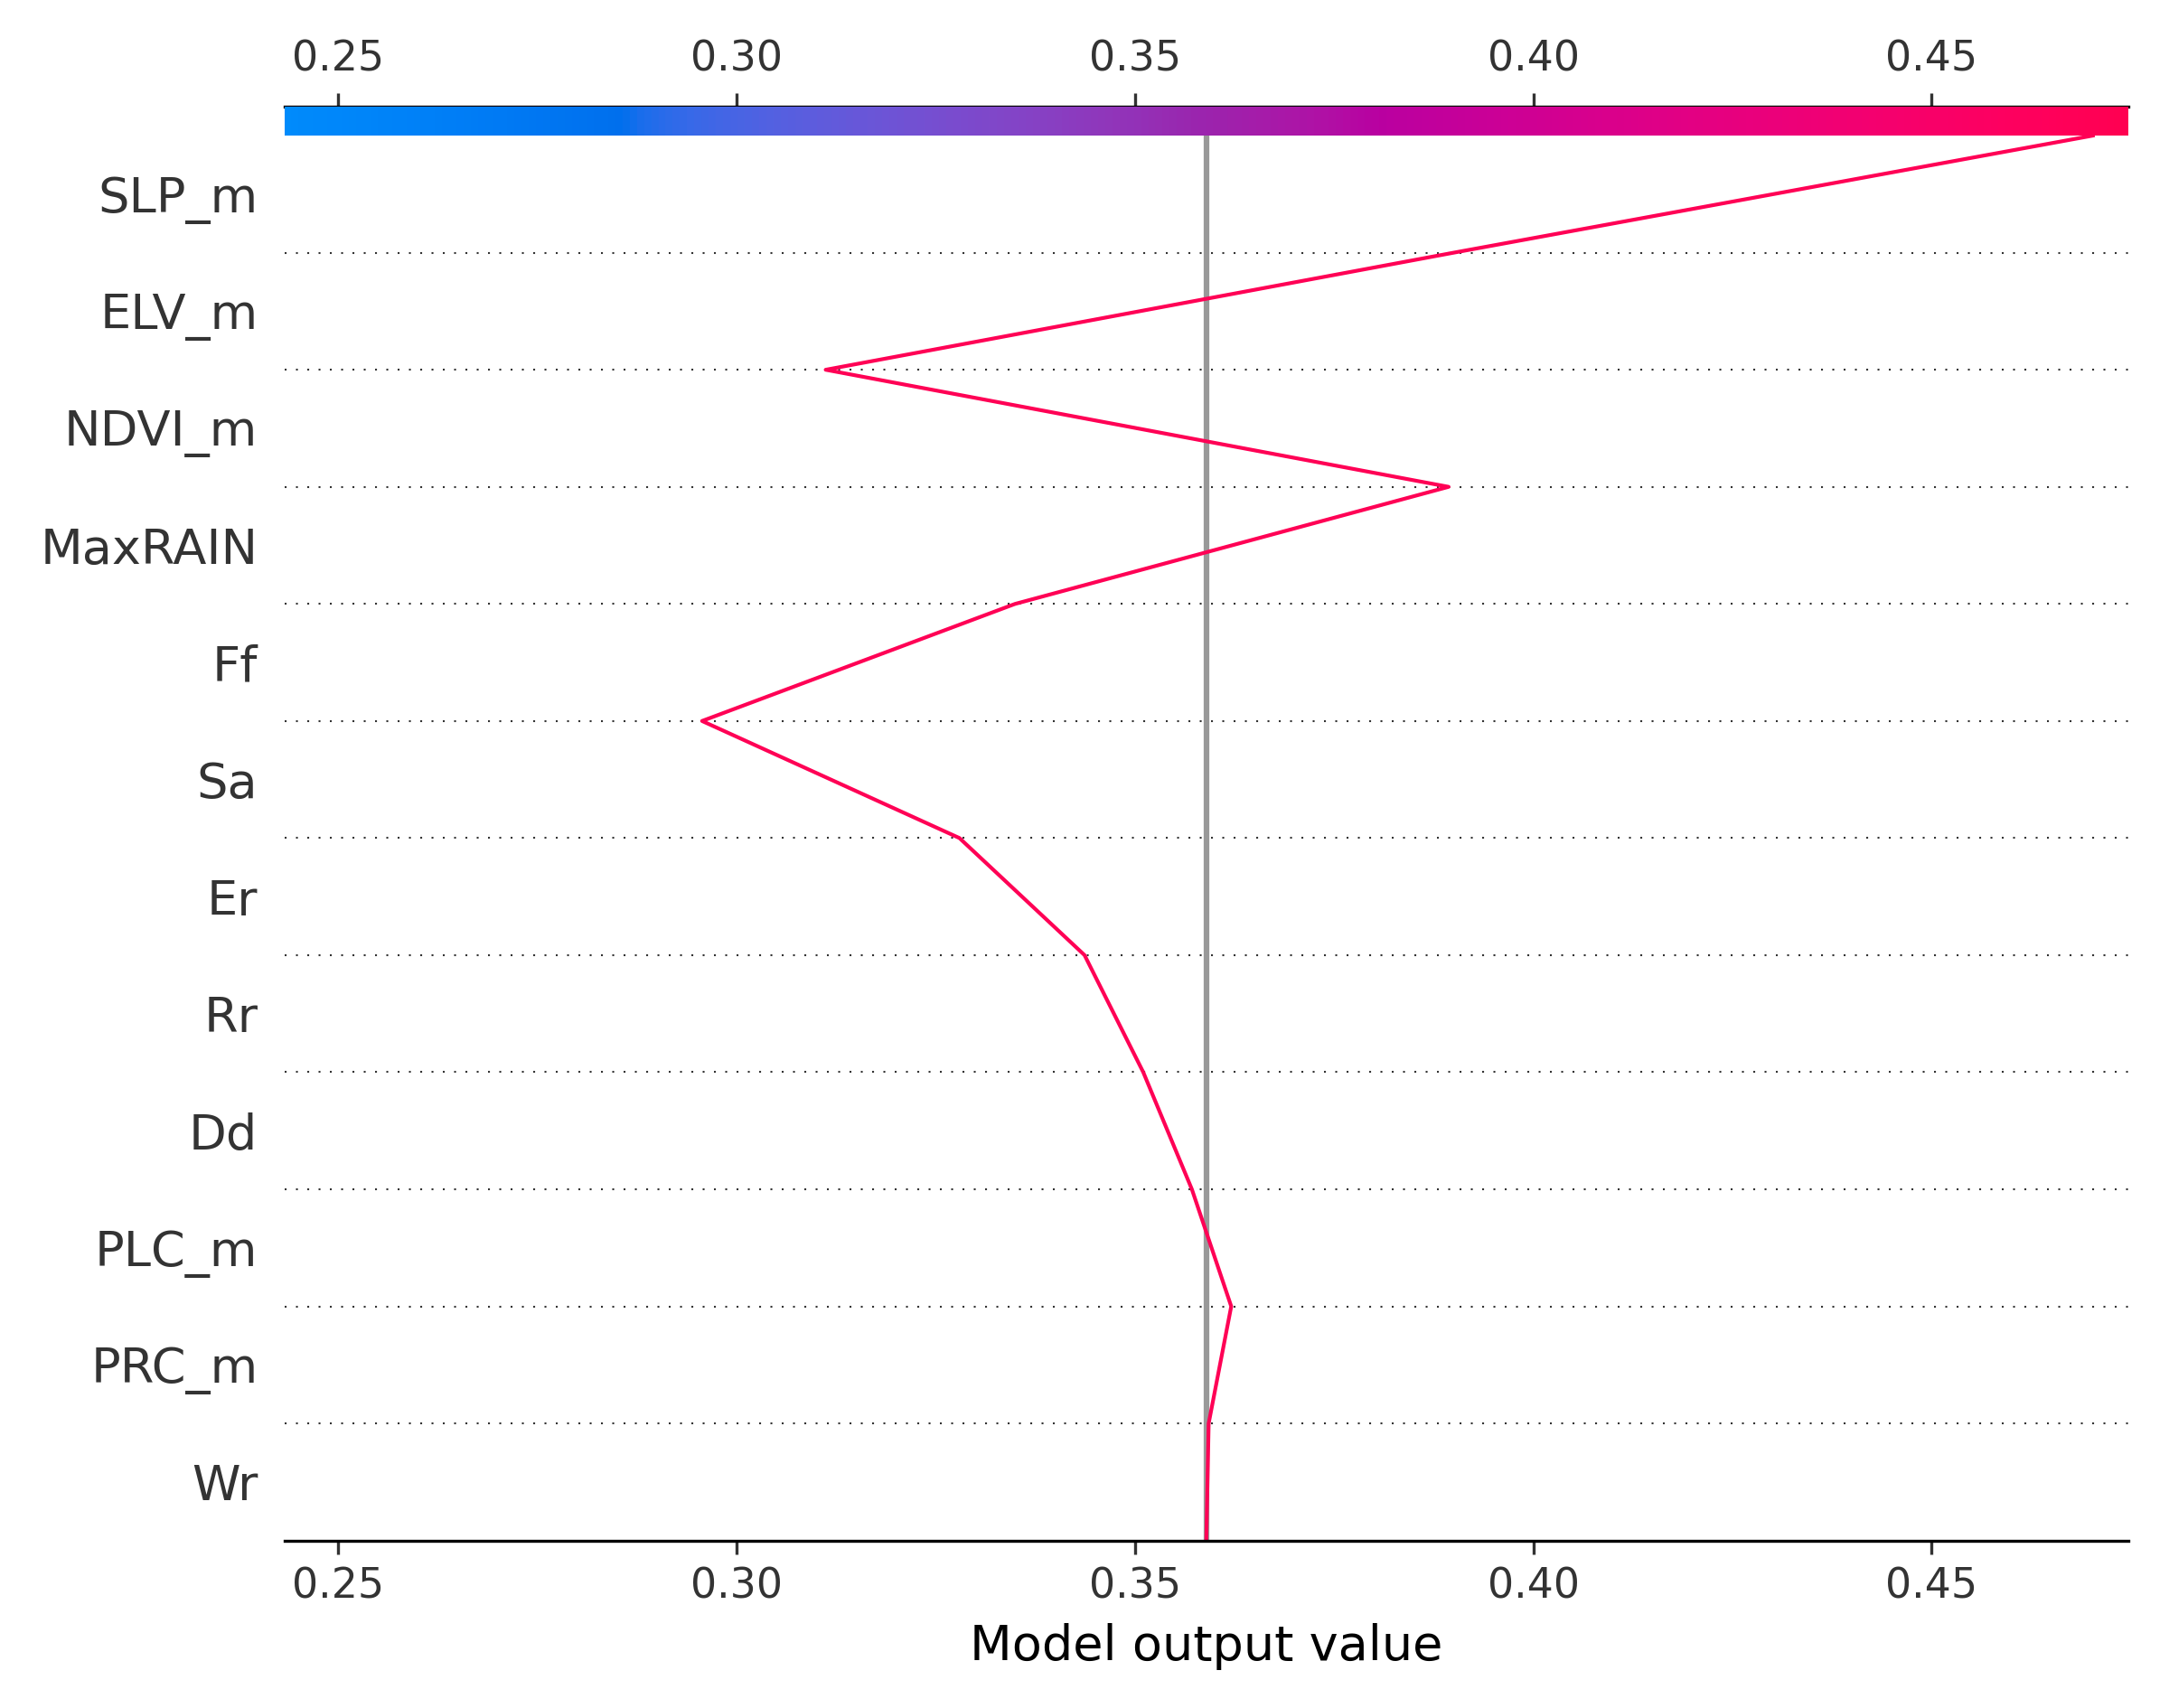 0.25 0.30 0.35 0.40 0.45
SLP_m
ELV_m
NDVI_m
MaxRAIN
Ff
Sa
Er
Rr
Dd
PLC_m
PRC_m
Wr
0.25 0.30 0.35 0.40 0.45
Model output value